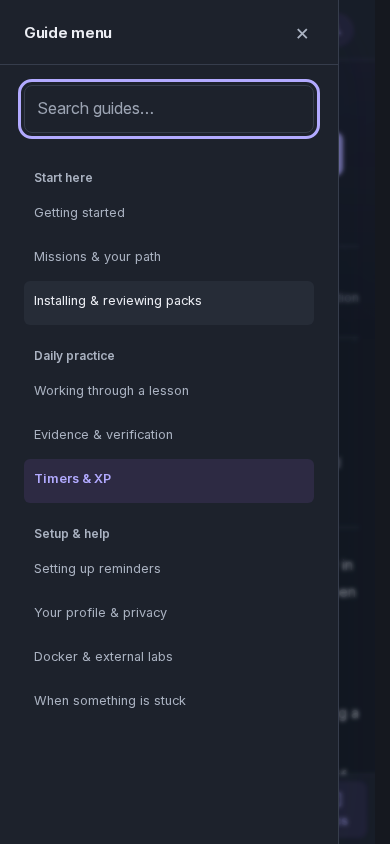 Guide menu
Search guides...
Start here
Getting started
Missions & your path
Installing & reviewing packs
Daily practice
Working through a lesson
Evidence & verification
Timers & XP
Setup & help
Setting up reminders
Your profile & privacy
Docker & external labs
When something is stuck